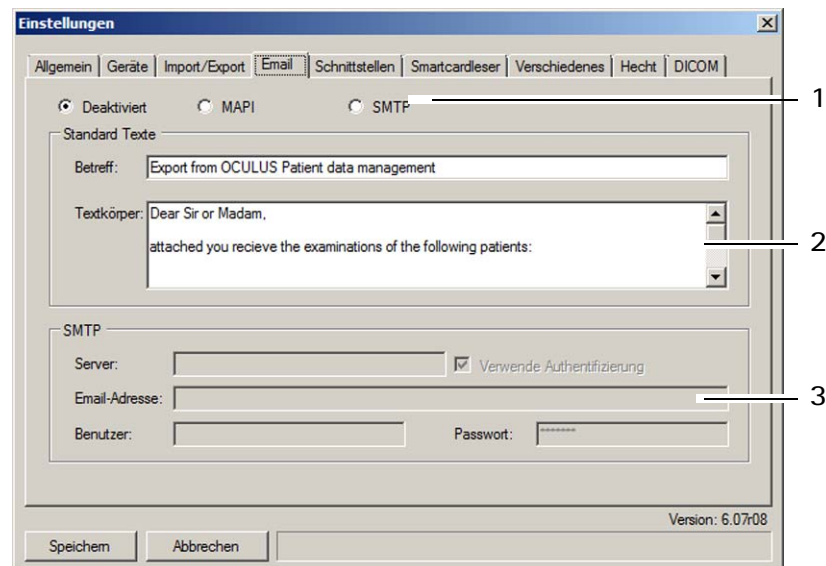 Einstellungen
Allgemein Geräte Import/Export Email Schnittstellen Smartcardleser Verschiedenes Hecht DICOM
Deaktiviert MAPI SMTP 1
Standard Texte
Betreff: Export from OCULUS Patient data management
Textkörper: Dear Sir or Madam,
attached you recieve the examinations of the following patients: 2
SMTP
Server: Verwende Authentifizierung
Email-Adresse: 3
Benutzer: Passwort: *******
Version: 6.07r08
Speichern Abbrechen